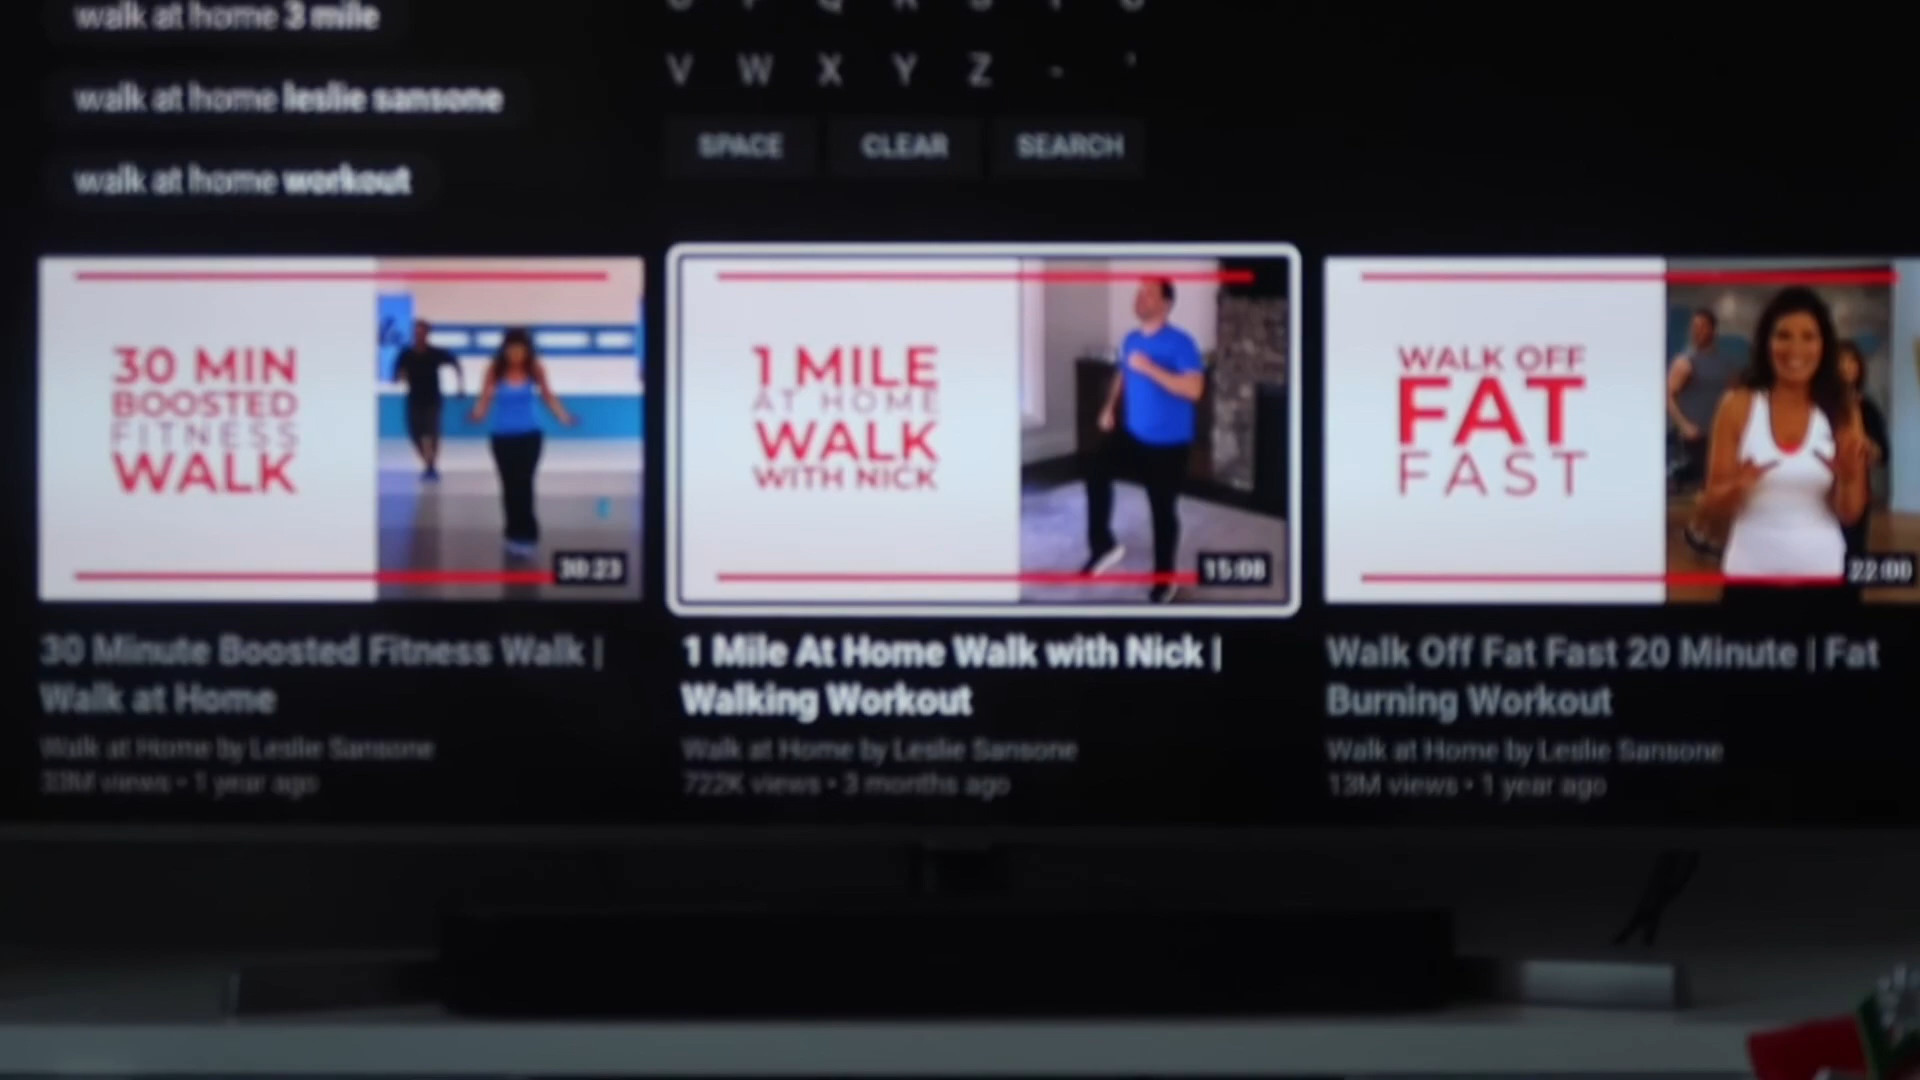 walk at home 3 mile
walk at home leslie sansone
walk at home workout
V W X Y Z - '
SPACE CLEAR SEARCH
30 MIN
BOOSTED
FITNESS
WALK
30:23
1 MILE
AT HOME
WALK
WITH NICK
15:08
WALK OFF
FAT
FAST
22:00
30 Minute Boosted Fitness Walk |
Walk at Home
Walk at Home by Leslie Sansone
33M views • 1 year ago
1 Mile At Home Walk with Nick |
Walking Workout
Walk at Home by Leslie Sansone
722K views • 3 months ago
Walk Off Fat Fast 20 Minute | Fat
Burning Workout
Walk at Home by Leslie Sansone
13M views • 1 year ago